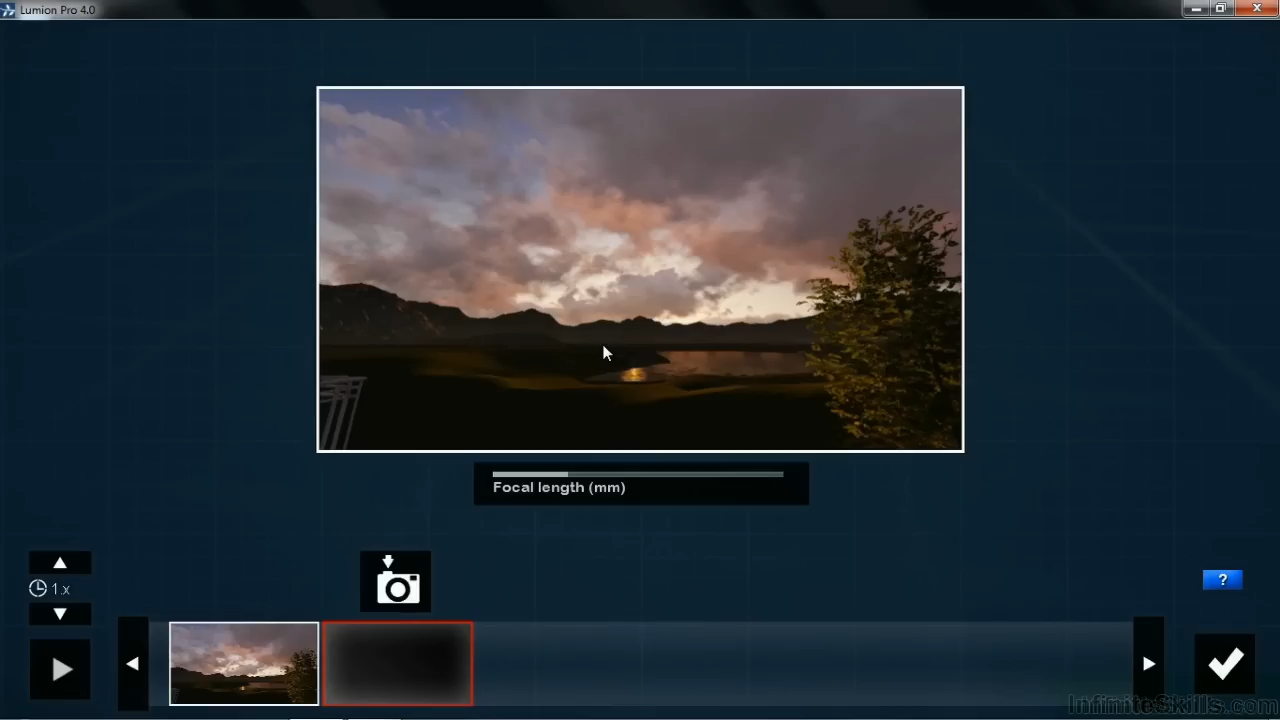 Lumion Pro 4.0
Focal length (mm)
1.x
?
InfiniteSkills.com